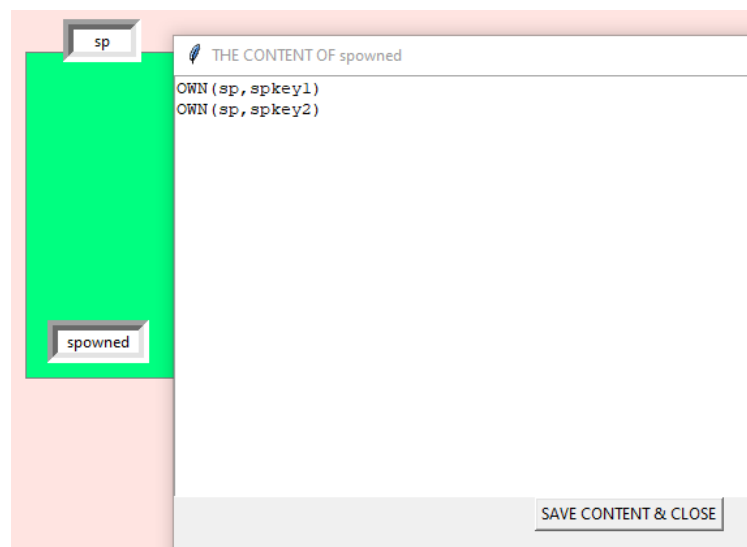 sp
THE CONTENT OF spowned
OWN(sp,spkey1)
OWN(sp,spkey2)
spowned
SAVE CONTENT & CLOSE